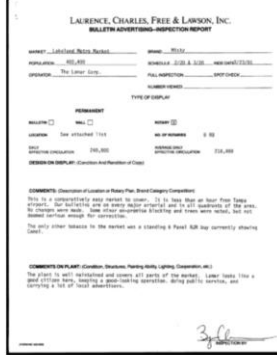 LAURENCE, CHARLES, FREE & LAWSON, INC.
BULLETIN ADVERTISING—INSPECTION REPORT
MARKET Lakeland Metro Market
BRAND Misty
POPULATION 405,400
OPERATOR The Lamar Corp.
FULL INSPECTION
SPOT CHECK
NUMBER VIEWED
TYPE OF DISPLAY
PERMANENT
BULLETIN
WALL
ROTARY
LOCATION See attached list
NO. OF ROTARIES
DAILY
EFFECTIVE CIRCULATION
AVERAGE DAILY
EFFECTIVE CIRCULATION
DESIGN ON DISPLAY: (Condition And Rendition of Copy)
COMMENTS: (Description of Location or Rotary Plan, Brand Category Competition)
This is a comparatively easy market to cover. It is less than an hour from Tampa
airport. Our bulletins are on every major arterial and in all quadrants of the area.
No changes were made. Some minor on-premise blocking and trees were noted, but not
deemed serious enough for correction.
The only other tobacco in the market was a standing 8 Panel RJR buy currently showing
Camel.
COMMENTS ON PLANT: (Condition, Structures, Painting Ability, Lighting, Cooperation, etc.)
The plant is well maintained and covers all parts of the market. Lamar looks like a
good citizen here, keeping a good-looking operation, doing public service, and
carrying a lot of local advertisers.
INSPECTION BY